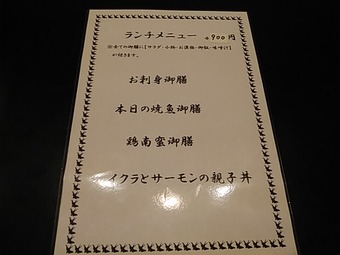 ランチメニュー 各900円
※全ての御膳に【サラダ・小鉢・お漬物・御飯・味噌汁】
が付きます。
お刺身御膳
本日の焼魚御膳
鶏南蛮御膳
イクラとサーモンの親子丼